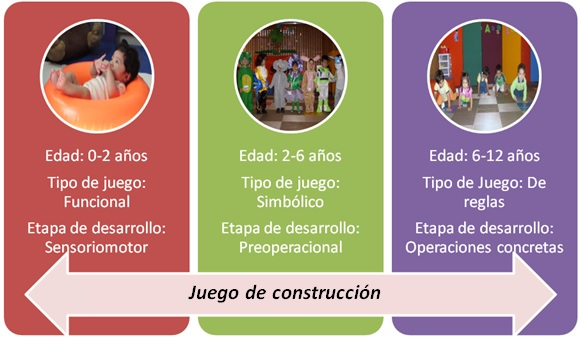 Edad: 0-2 años
Tipo de juego:
Funcional
Etapa de desarrollo:
Sensoriomotor
Edad: 2-6 años
Tipo de juego:
Simbólico
Etapa de desarrollo:
Preoperacional
Edad: 6-12 años
Tipo de Juego: De
reglas
Etapa de desarrollo:
Operaciones concretas
Juego de construcción